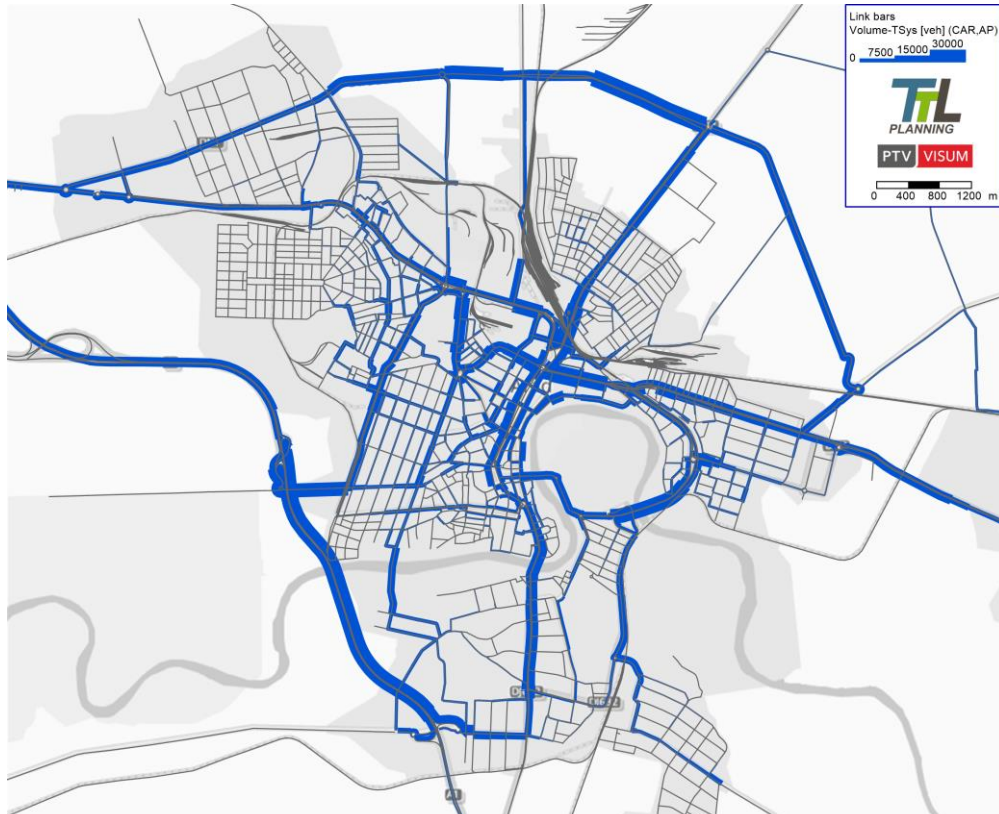 Link bars
Volume-TSys [veh] (CAR,AP)
0 7500 15000 30000
TTL
PLANNING
PTV VISUM
0 400 800 1200 m
A1